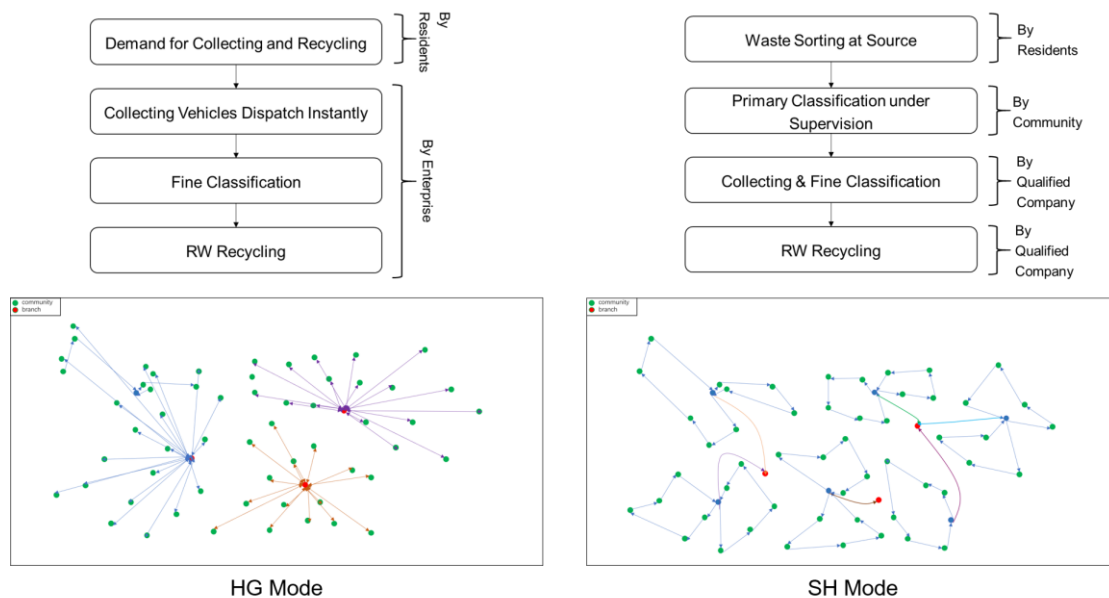 Demand for Collecting and Recycling
By
Residents
Collecting Vehicles Dispatch Instantly
Fine Classification
RW Recycling
By Enterprise
community
branch
HG Mode
Waste Sorting at Source
By
Residents
Primary Classification under
Supervision
By
Community
Collecting & Fine Classification
By
Qualified
Company
RW Recycling
By
Qualified
Company
community
branch
SH Mode